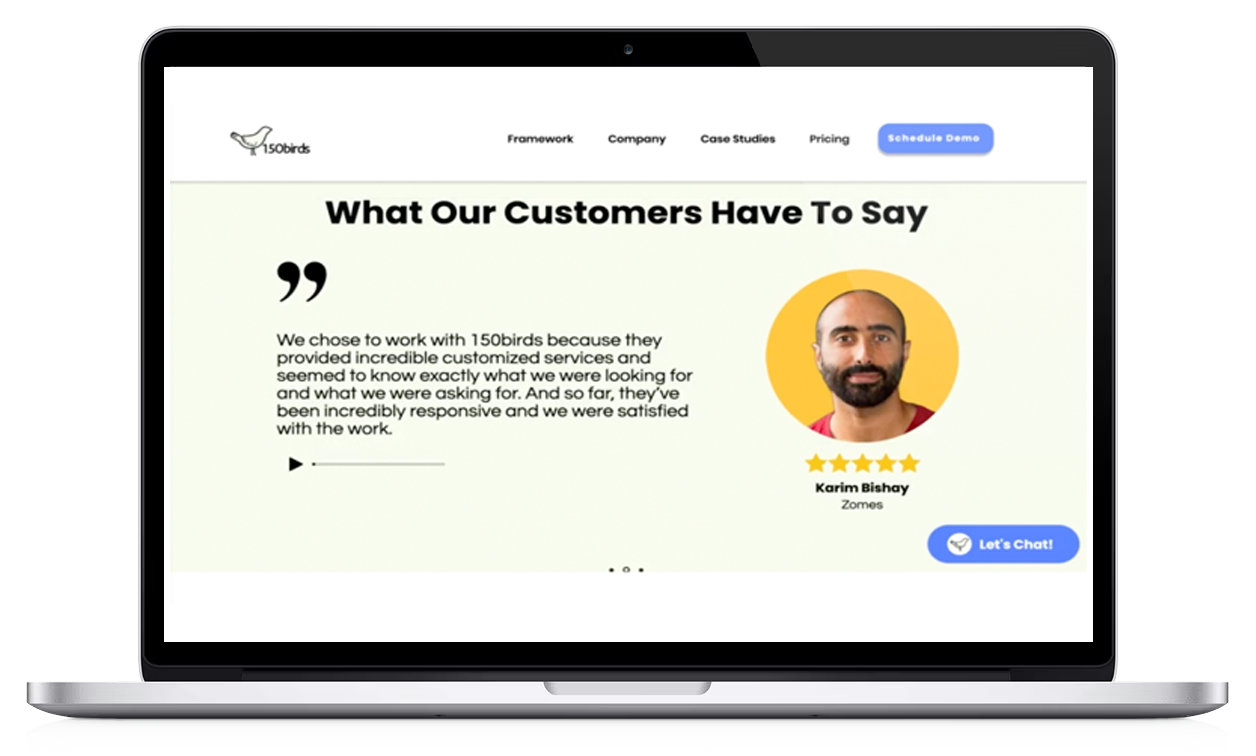 150birds
Framework Company Case Studies Pricing Schedule Demo
What Our Customers Have To Say
”
We chose to work with 150birds because they
provided incredible customized services and
seemed to know exactly what we were looking for
and what we were asking for. And so far, they've
been incredibly responsive and we were satisfied
with the work.
Karim Bishay
Zomes
Let's Chat!